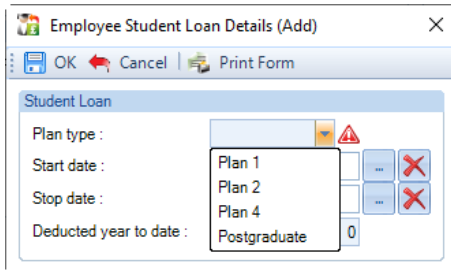 Employee Student Loan Details (Add)
OK Cancel Print Form
Student Loan
Plan type :
Plan 1
Start date :
...
Plan 2
Stop date :
...
Plan 4
Deducted year to date :
Postgraduate
0